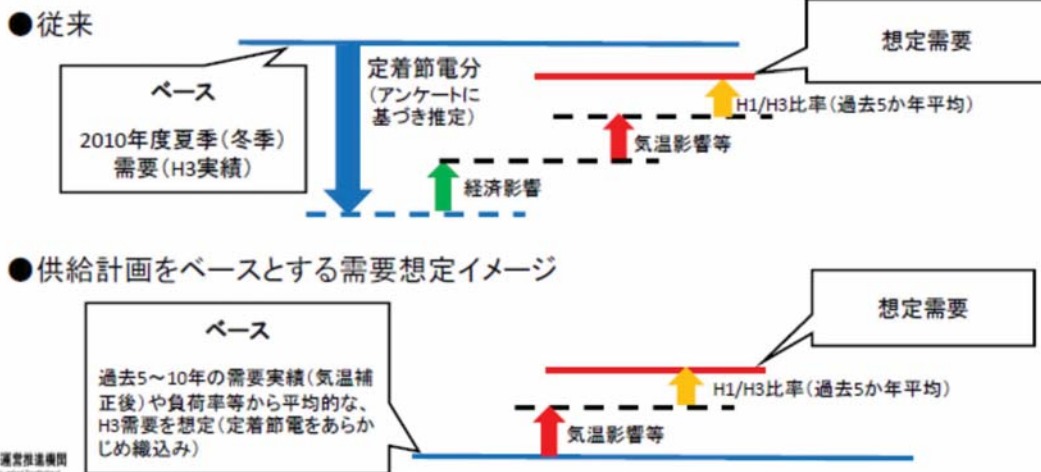 ●従来
想定需要
ベース
2010年度夏季(冬季)
需要(H3実績)
定着節電分
(アンケートに
基づき推定)
H1/H3比率(過去5か年平均)
気温影響等
経済影響
●供給計画をベースとする需要想定イメージ
想定需要
ベース
過去5～10年の需要実績(気温補
正後)や負荷率等から平均的な、
H3需要を想定(定着節電をあらか
じめ織込み)
H1/H3比率(過去5か年平均)
気温影響等
運営推進機関